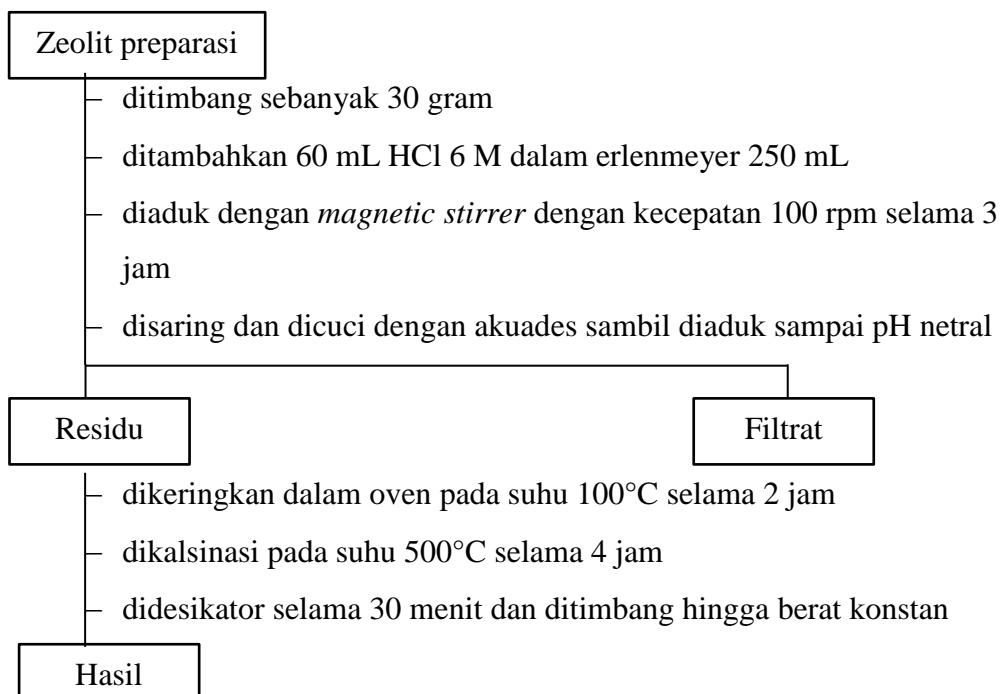 Zeolit preparasi
– ditimbang sebanyak 30 gram
– ditambahkan 60 mL HCl 6 M dalam erlenmeyer 250 mL
– diaduk dengan magnetic stirrer dengan kecepatan 100 rpm selama 3
jam
– disaring dan dicuci dengan akuades sambil diaduk sampai pH netral
Residu
Filtrat
– dikeringkan dalam oven pada suhu 100°C selama 2 jam
– dikalsinasi pada suhu 500°C selama 4 jam
– didesikator selama 30 menit dan ditimbang hingga berat konstan
Hasil